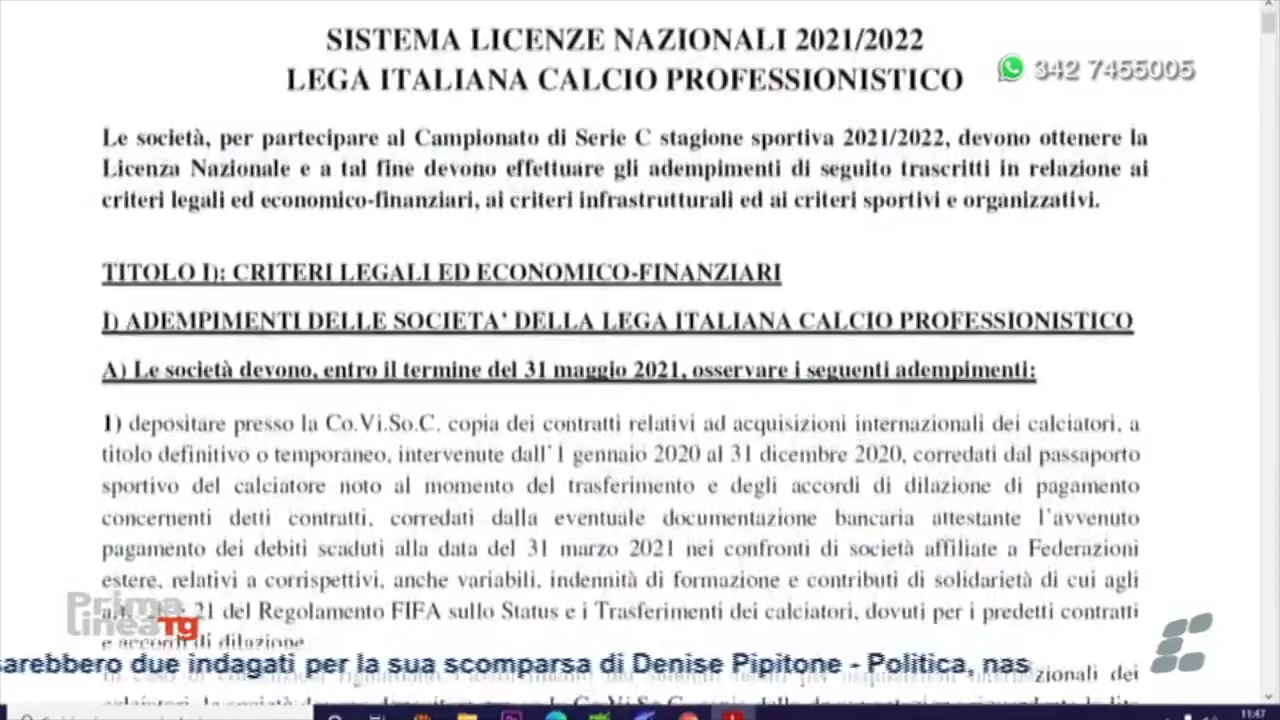 SISTEMA LICENZE NAZIONALI 2021/2022
LEGA ITALIANA CALCIO PROFESSIONISTICO
342 7455005
Le società, per partecipare al Campionato di Serie C stagione sportiva 2021/2022, devono ottenere la
Licenza Nazionale e a tal fine devono effettuare gli adempimenti di seguito trascritti in relazione ai
criteri legali ed economico-finanziari, ai criteri infrastrutturali ed ai criteri sportivi e organizzativi.
TITOLO I): CRITERI LEGALI ED ECONOMICO-FINANZIARI
I) ADEMPIMENTI DELLE SOCIETA' DELLA LEGA ITALIANA CALCIO PROFESSIONISTICO
A) Le società devono, entro il termine del 31 maggio 2021, osservare i seguenti adempimenti:
1) depositare presso la Co.Vi.So.C. copia dei contratti relativi ad acquisizioni internazionali dei calciatori, a
titolo definitivo o temporaneo, intervenute dall'1 gennaio 2020 al 31 dicembre 2020, corredati dal passaporto
sportivo del calciatore noto al momento del trasferimento e degli accordi di dilazione di pagamento
concernenti detti contratti, corredati dalla eventuale documentazione bancaria attestante l'avvenuto
pagamento dei debiti scaduti alla data del 31 marzo 2021 nei confronti di società affiliate a Federazioni
estere, relativi a corrispettivi, anche variabili, indennità di formazione e contributi di solidarietà di cui agli
21 del Regolamento FIFA sullo Status e i Trasferimenti dei calciatori, dovuti per i predetti contratti
e accordi di dilazione
Prima
linea Tg
sarebbero due indagati per la sua scomparsa di Denise Pipitone - Politica, nas
zionali dei
11:47